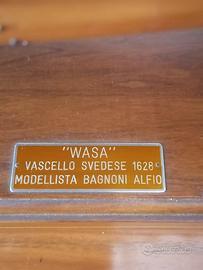 "WASA"
VASCELLO SVEDESE 1628
MODELLISTA BAGNONI ALFIO